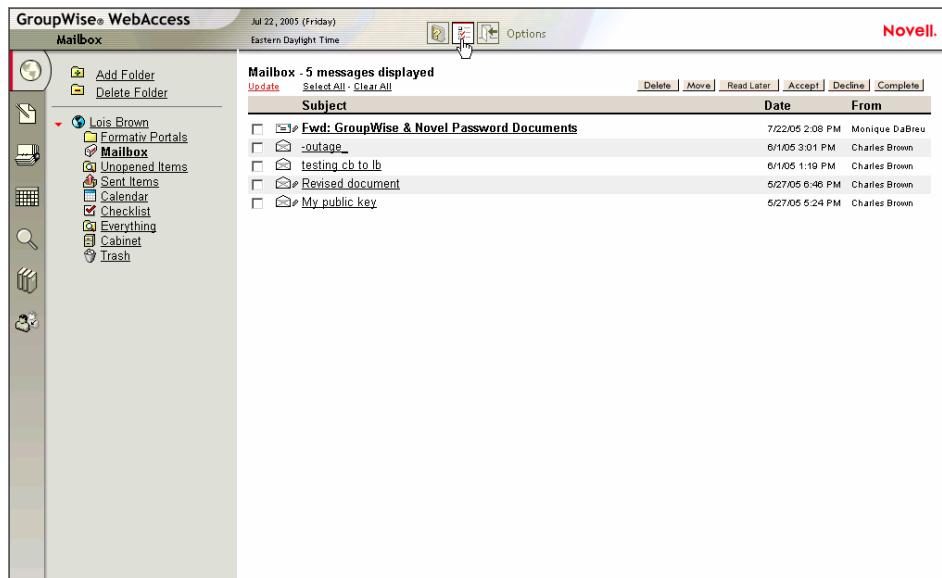 GroupWise® WebAccess
Mailbox
Jul 22, 2005 (Friday)
Eastern Daylight Time
Options
Novell.
Add Folder
Delete Folder
Lois Brown
Formativ Portals
Mailbox
Unopened Items
Sent Items
Calendar
Checklist
Everything
Cabinet
Trash
Mailbox - 5 messages displayed
Update Select All - Clear All Delete Move Read Later Accept Decline Complete
Subject Date From
Fwd: GroupWise & Novel Password Documents 7/22/05 2:08 PM Monique DaBreu
-outage_ 6/1/05 3:01 PM Charles Brown
testing cb to lb 6/1/05 1:19 PM Charles Brown
Revised document 5/27/05 6:46 PM Charles Brown
My public key 5/27/05 5:24 PM Charles Brown